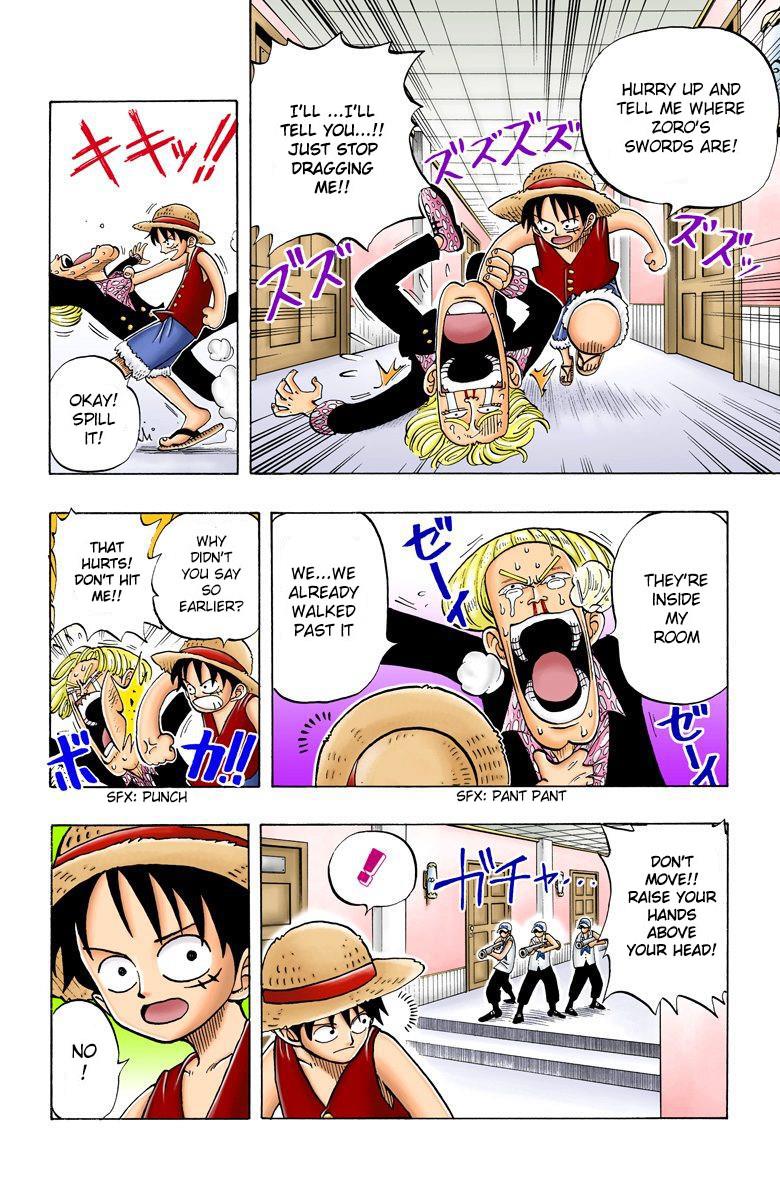 HURRY UP AND
TELL ME WHERE
ZORO'S
SWORDS ARE!
ズズズズ
ズズズ
I'LL ...I'LL
TELL YOU...!!
JUST STOP
DRAGGING
ME!!
ズズ
キキッ!!
OKAY!
SPILL
IT!
THEY'RE
INSIDE
MY
ROOM
ゼーィ
ゼーィ
WE...WE
ALREADY
WALKED
PAST IT
SFX: PANT PANT
WHY
DIDN'T
YOU SAY
SO
EARLIER?
THAT
HURTS!
DON'T HIT
ME!!
ボカ!!
SFX: PUNCH
DON'T
MOVE!!
RAISE YOUR
HANDS
ABOVE
YOUR HEAD!
ガチャ...
!
NO
!